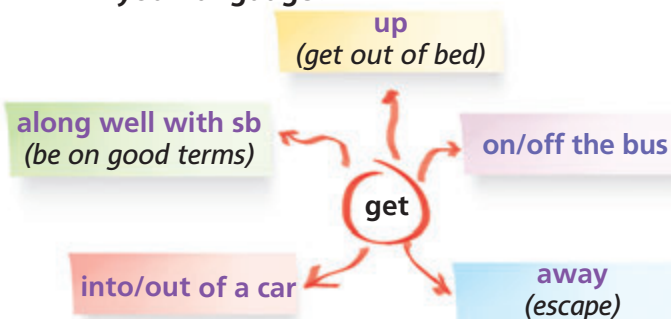 up
(get out of bed)
along well with sb
(be on good terms)
on/off the bus
get
into/out of a car
away
(escape)